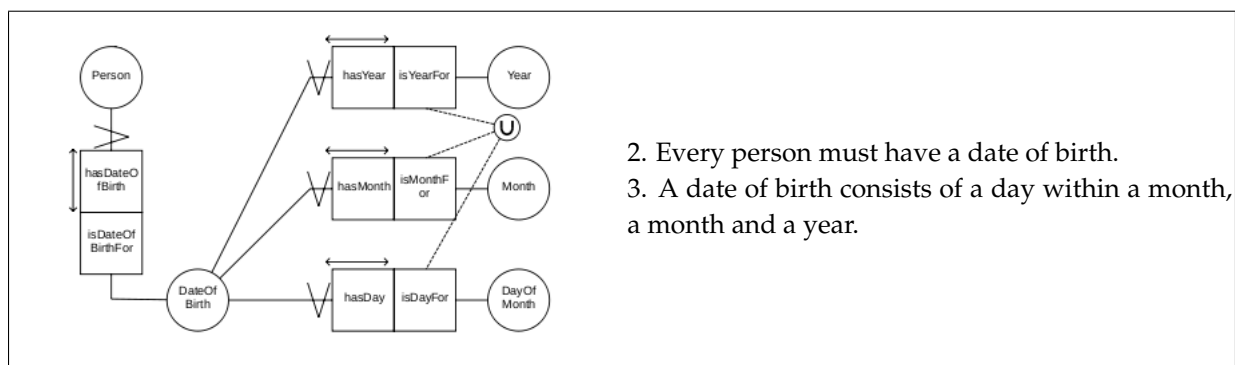 Person
hasDateO
fBirth
isDateOf
BirthFor
DateOf
Birth
hasYear
isYearFor
Year
U
hasMonth
isMonthF
or
Month
hasDay
isDayFor
DayOf
Month
2. Every person must have a date of birth.
3. A date of birth consists of a day within a month,
a month and a year.